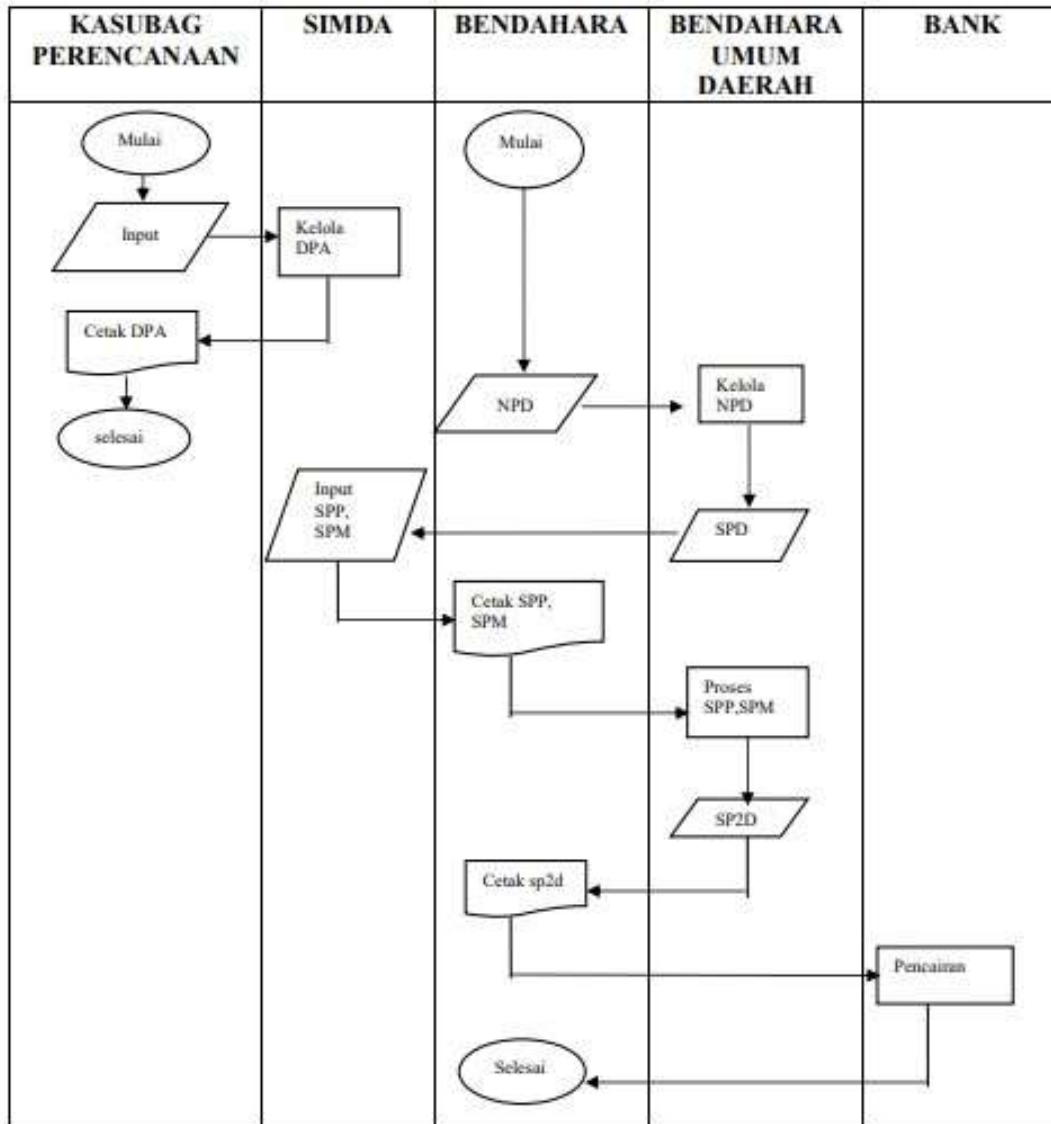 KASUBAG
PERENCANAAN
SIMDA
BENDAHARA
BENDAHARA
UMUM
DAERAH
BANK
Mulai
Mulai
Input
Kelola
DPA
Cetak DPA
selesai
NPD
Kelola
NPD
Input
SPP,
SPM
SPD
Cetak SPP,
SPM
Proses
SPP,SPM
SP2D
Cetak sp2d
Pencairan
Selesai